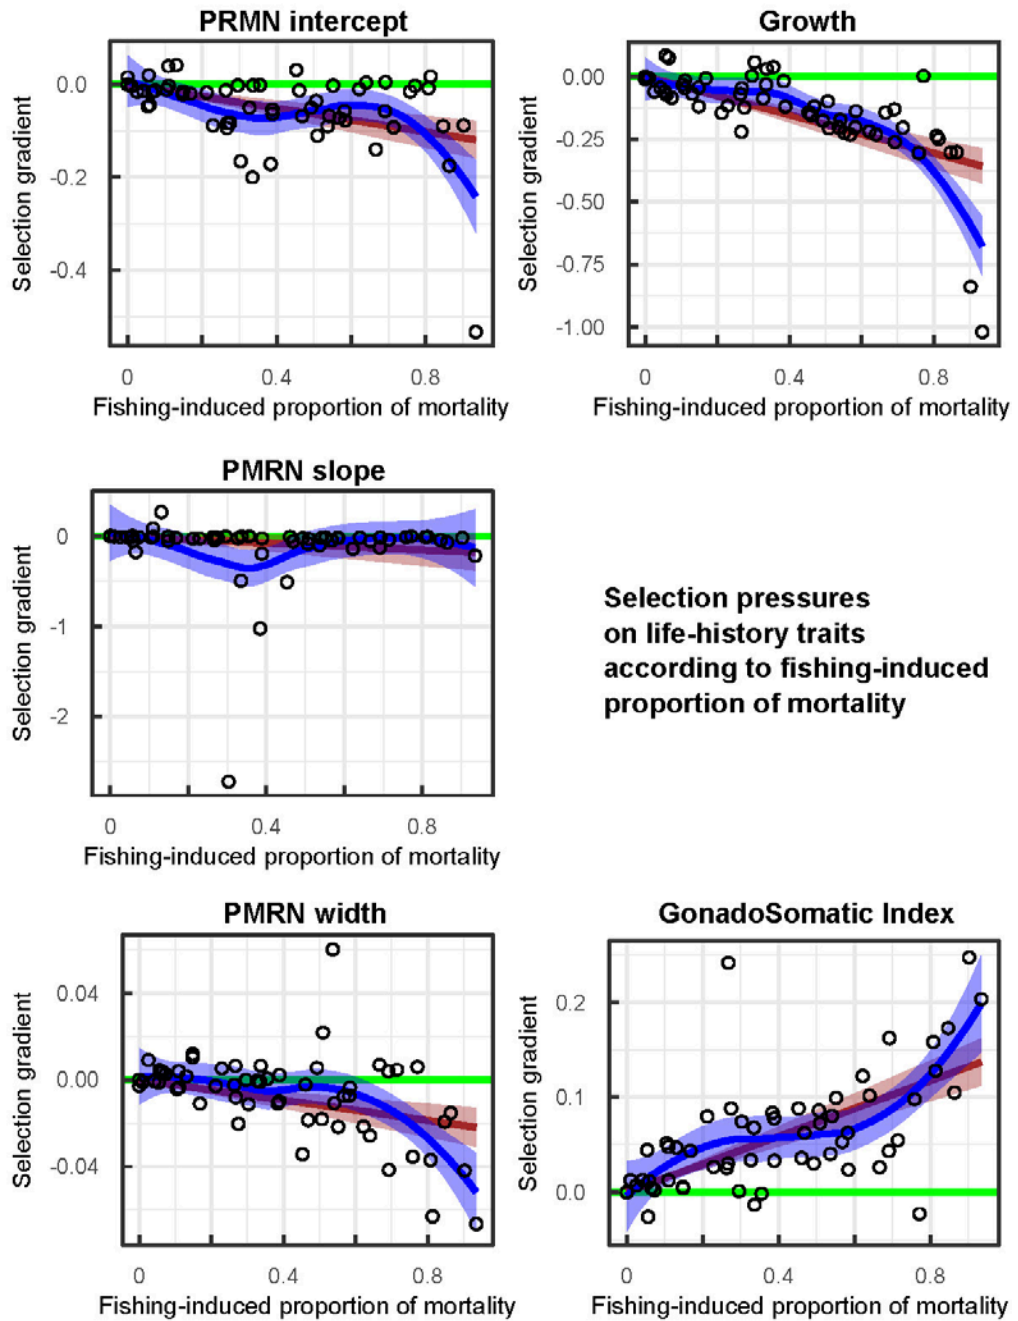 PRMN intercept
Selection gradient
0.0
-0.2
-0.4
0
0.4
0.8
Fishing-induced proportion of mortality
Growth
Selection gradient
0.00
-0.25
-0.50
-0.75
-1.00
0
0.4
0.8
Fishing-induced proportion of mortality
PMRN slope
Selection gradient
0
-1
-2
0
0.4
0.8
Fishing-induced proportion of mortality
Selection pressures
on life-history traits
according to fishing-induced
proportion of mortality
PMRN width
Selection gradient
0.04
0.00
-0.04
0
0.4
0.8
Fishing-induced proportion of mortality
GonadoSomatic Index
Selection gradient
0.2
0.1
0.0
0
0.4
0.8
Fishing-induced proportion of mortality